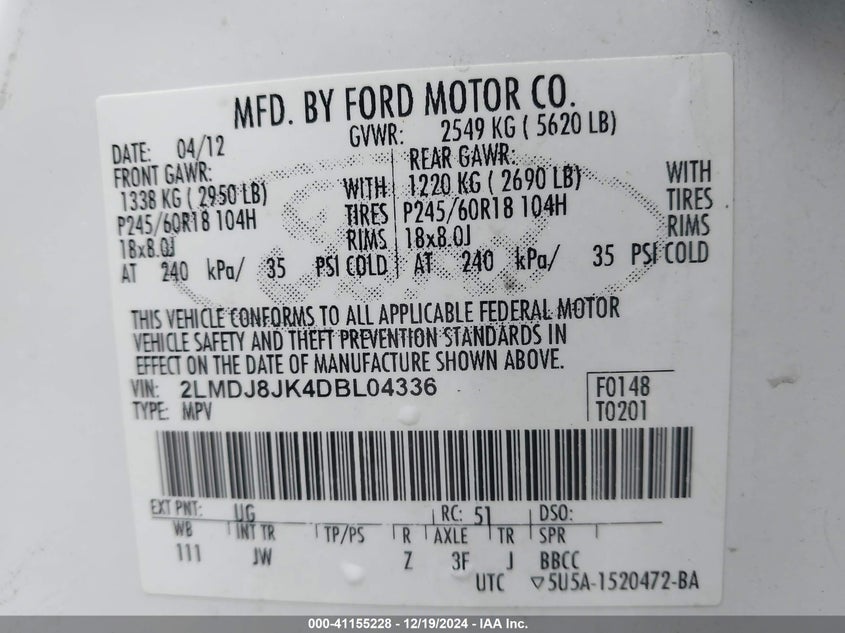 MFD. BY FORD MOTOR CO.
DATE: 04/12 GVWR: 2549 KG ( 5620 LB)
FRONT GAWR: REAR GAWR:
1338 KG ( 2950 LB) WITH 1220 KG ( 2690 LB) WITH
P245/60R18 104H TIRES P245/60R18 104H TIRES
18x8.0J RIMS 18x8.0J RIMS
AT 240 kPa/ 35 PSI COLD AT 240 kPa/ 35 PSI COLD
THIS VEHICLE CONFORMS TO ALL APPLICABLE FEDERAL MOTOR
VEHICLE SAFETY AND THEFT PREVENTION STANDARDS IN
EFFECT ON THE DATE OF MANUFACTURE SHOWN ABOVE.
VIN: 2LMDJ8JK4DBL04336 F0148
TYPE: MPV T0201
EXT PNT: UG RC: 51 DSO:
WB INT TR TP/PS R AXLE TR SPR
111 JW Z 3F J BBCC
UTC ▽5U5A-1520472-BA
000-41155228 - 12/19/2024 - IAA Inc.